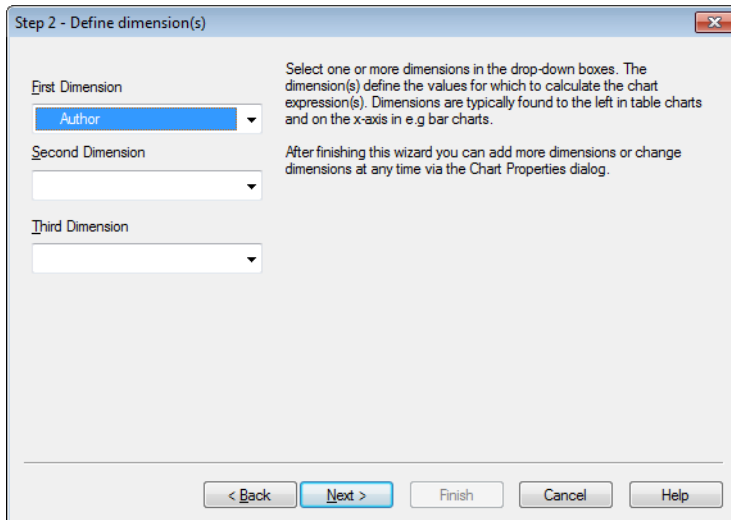 Step 2 - Define dimension(s)
First Dimension
Author
Second Dimension
Third Dimension
Select one or more dimensions in the drop-down boxes. The
dimension(s) define the values for which to calculate the chart
expression(s). Dimensions are typically found to the left in table charts
and on the x-axis in e.g bar charts.
After finishing this wizard you can add more dimensions or change
dimensions at any time via the Chart Properties dialog.
< Back
Next >
Finish
Cancel
Help